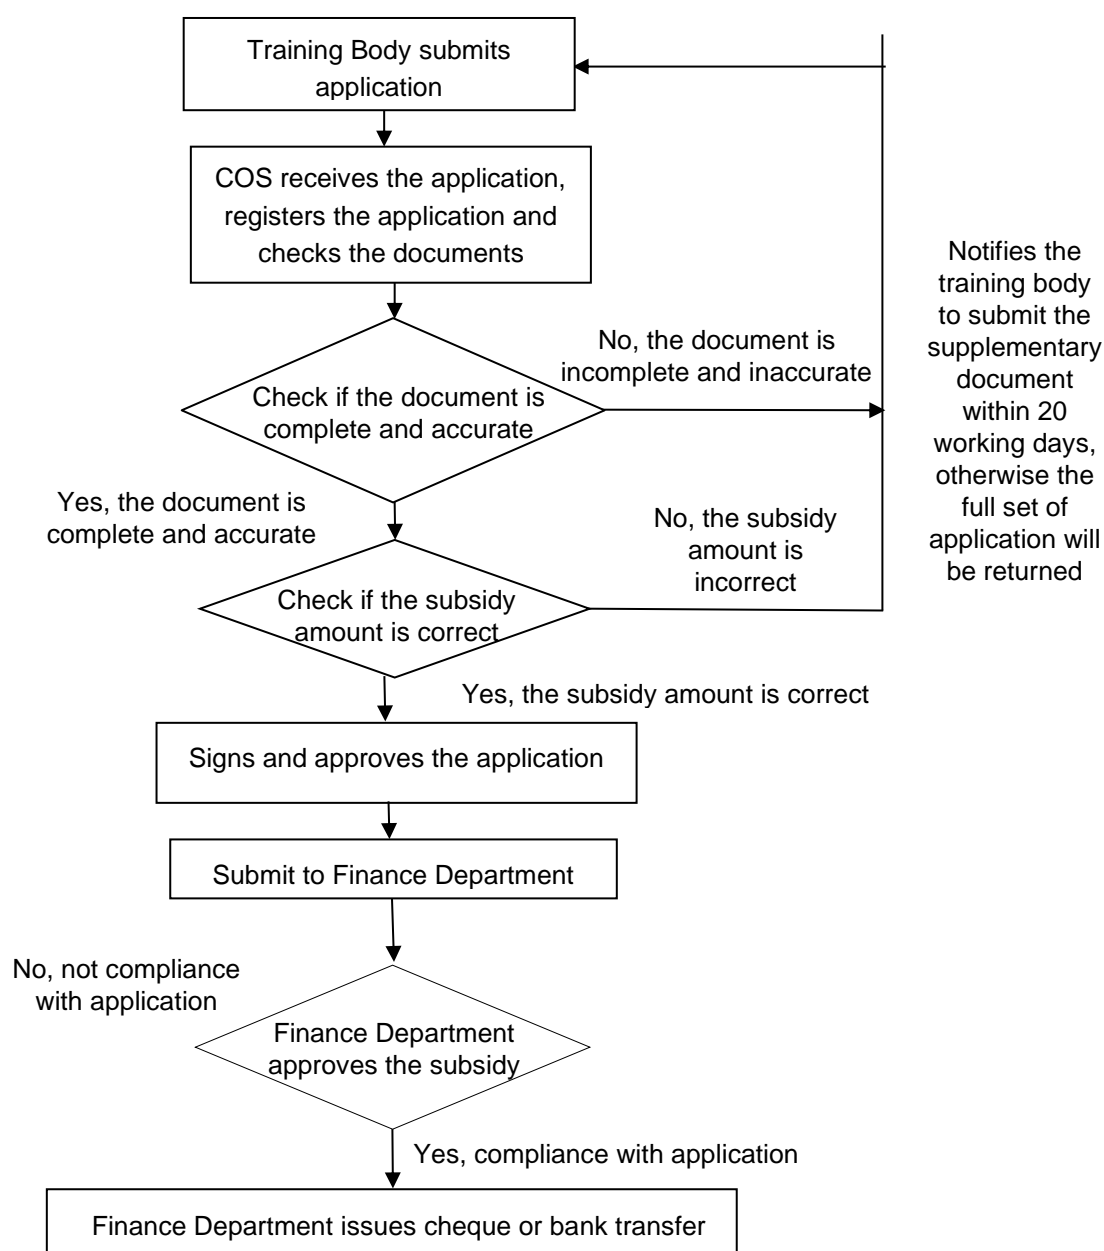 Training Body submits
application
COS receives the application,
registers the application and
checks the documents
No, the document is
incomplete and inaccurate
Check if the document is
complete and accurate
Notifies the
training body
to submit the
supplementary
document
within 20
working days,
otherwise the
full set of
application will
be returned
Yes, the document is
complete and accurate
No, the subsidy
amount is
incorrect
Check if the subsidy
amount is correct
Yes, the subsidy amount is correct
Signs and approves the application
Submit to Finance Department
No, not compliance
with application
Finance Department
approves the subsidy
Yes, compliance with application
Finance Department issues cheque or bank transfer